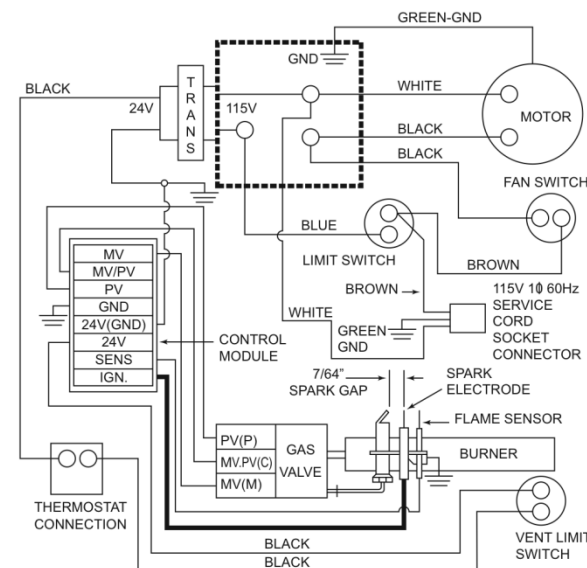 GREEN-GND
GND
BLACK
T
R
A
N
S
WHITE
24V
115V
MOTOR
BLACK
BLACK
FAN SWITCH
BLUE
LIMIT SWITCH
BROWN
MV
MV/PV
PV
GND
24V(GND)
24V
SENS
IGN.
CONTROL
MODULE
BROWN
WHITE
GREEN
GND
115V 1ϕ 60Hz
SERVICE
CORD
SOCKET
CONNECTOR
7/64"
SPARK GAP
SPARK
ELECTRODE
FLAME SENSOR
PV(P)
MV.PV(C)
MV(M)
GAS
VALVE
BURNER
THERMOSTAT
CONNECTION
BLACK
BLACK
VENT LIMIT
SWITCH